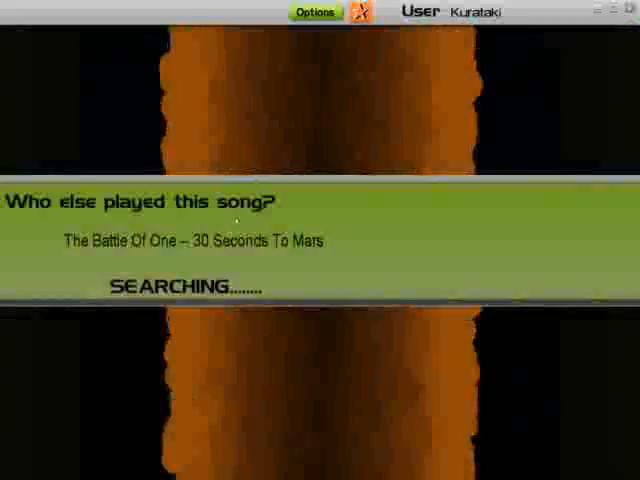 Options
User Kurataki
Who else played this song?
The Battle Of One – 30 Seconds To Mars
SEARCHING.......